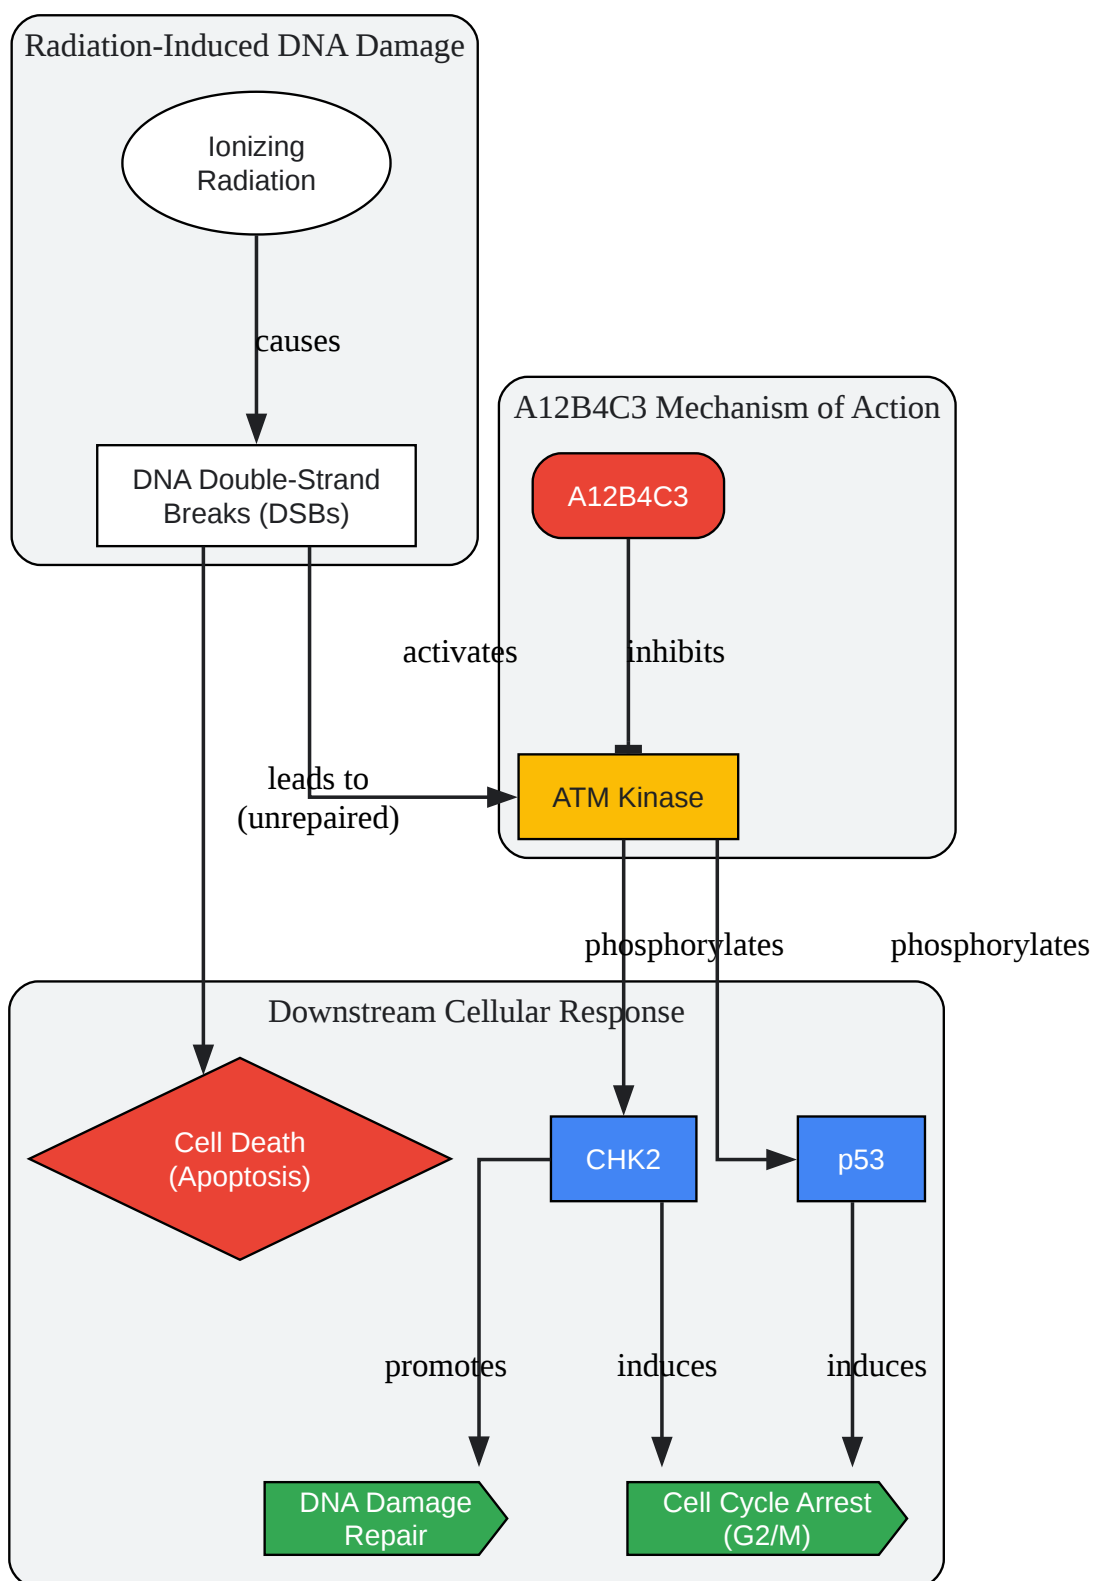 Radiation-Induced DNA Damage
Ionizing
Radiation
causes
DNA Double-Strand
Breaks (DSBs)
A12B4C3 Mechanism of Action
A12B4C3
activates
inhibits
leads to
(unrepaired)
ATM Kinase
phosphorylates
phosphorylates
Downstream Cellular Response
Cell Death
(Apoptosis)
CHK2
p53
promotes
induces
induces
DNA Damage
Repair
Cell Cycle Arrest
(G2/M)